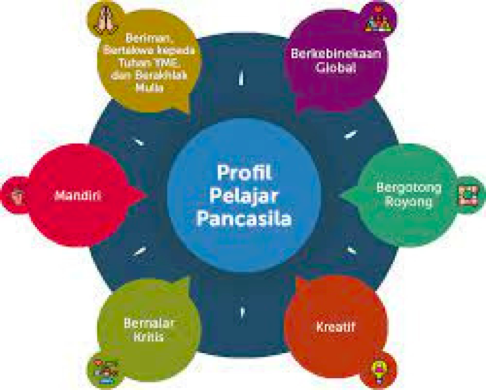 Beriman,
Bertakwa kepada
Tuhan YME,
dan Berakhlak
Mulia
Berkebinekaan
Global
Mandiri
Profil
Pelajar
Pancasila
Bergotong
Royong
Bernalar
Kritis
Kreatif